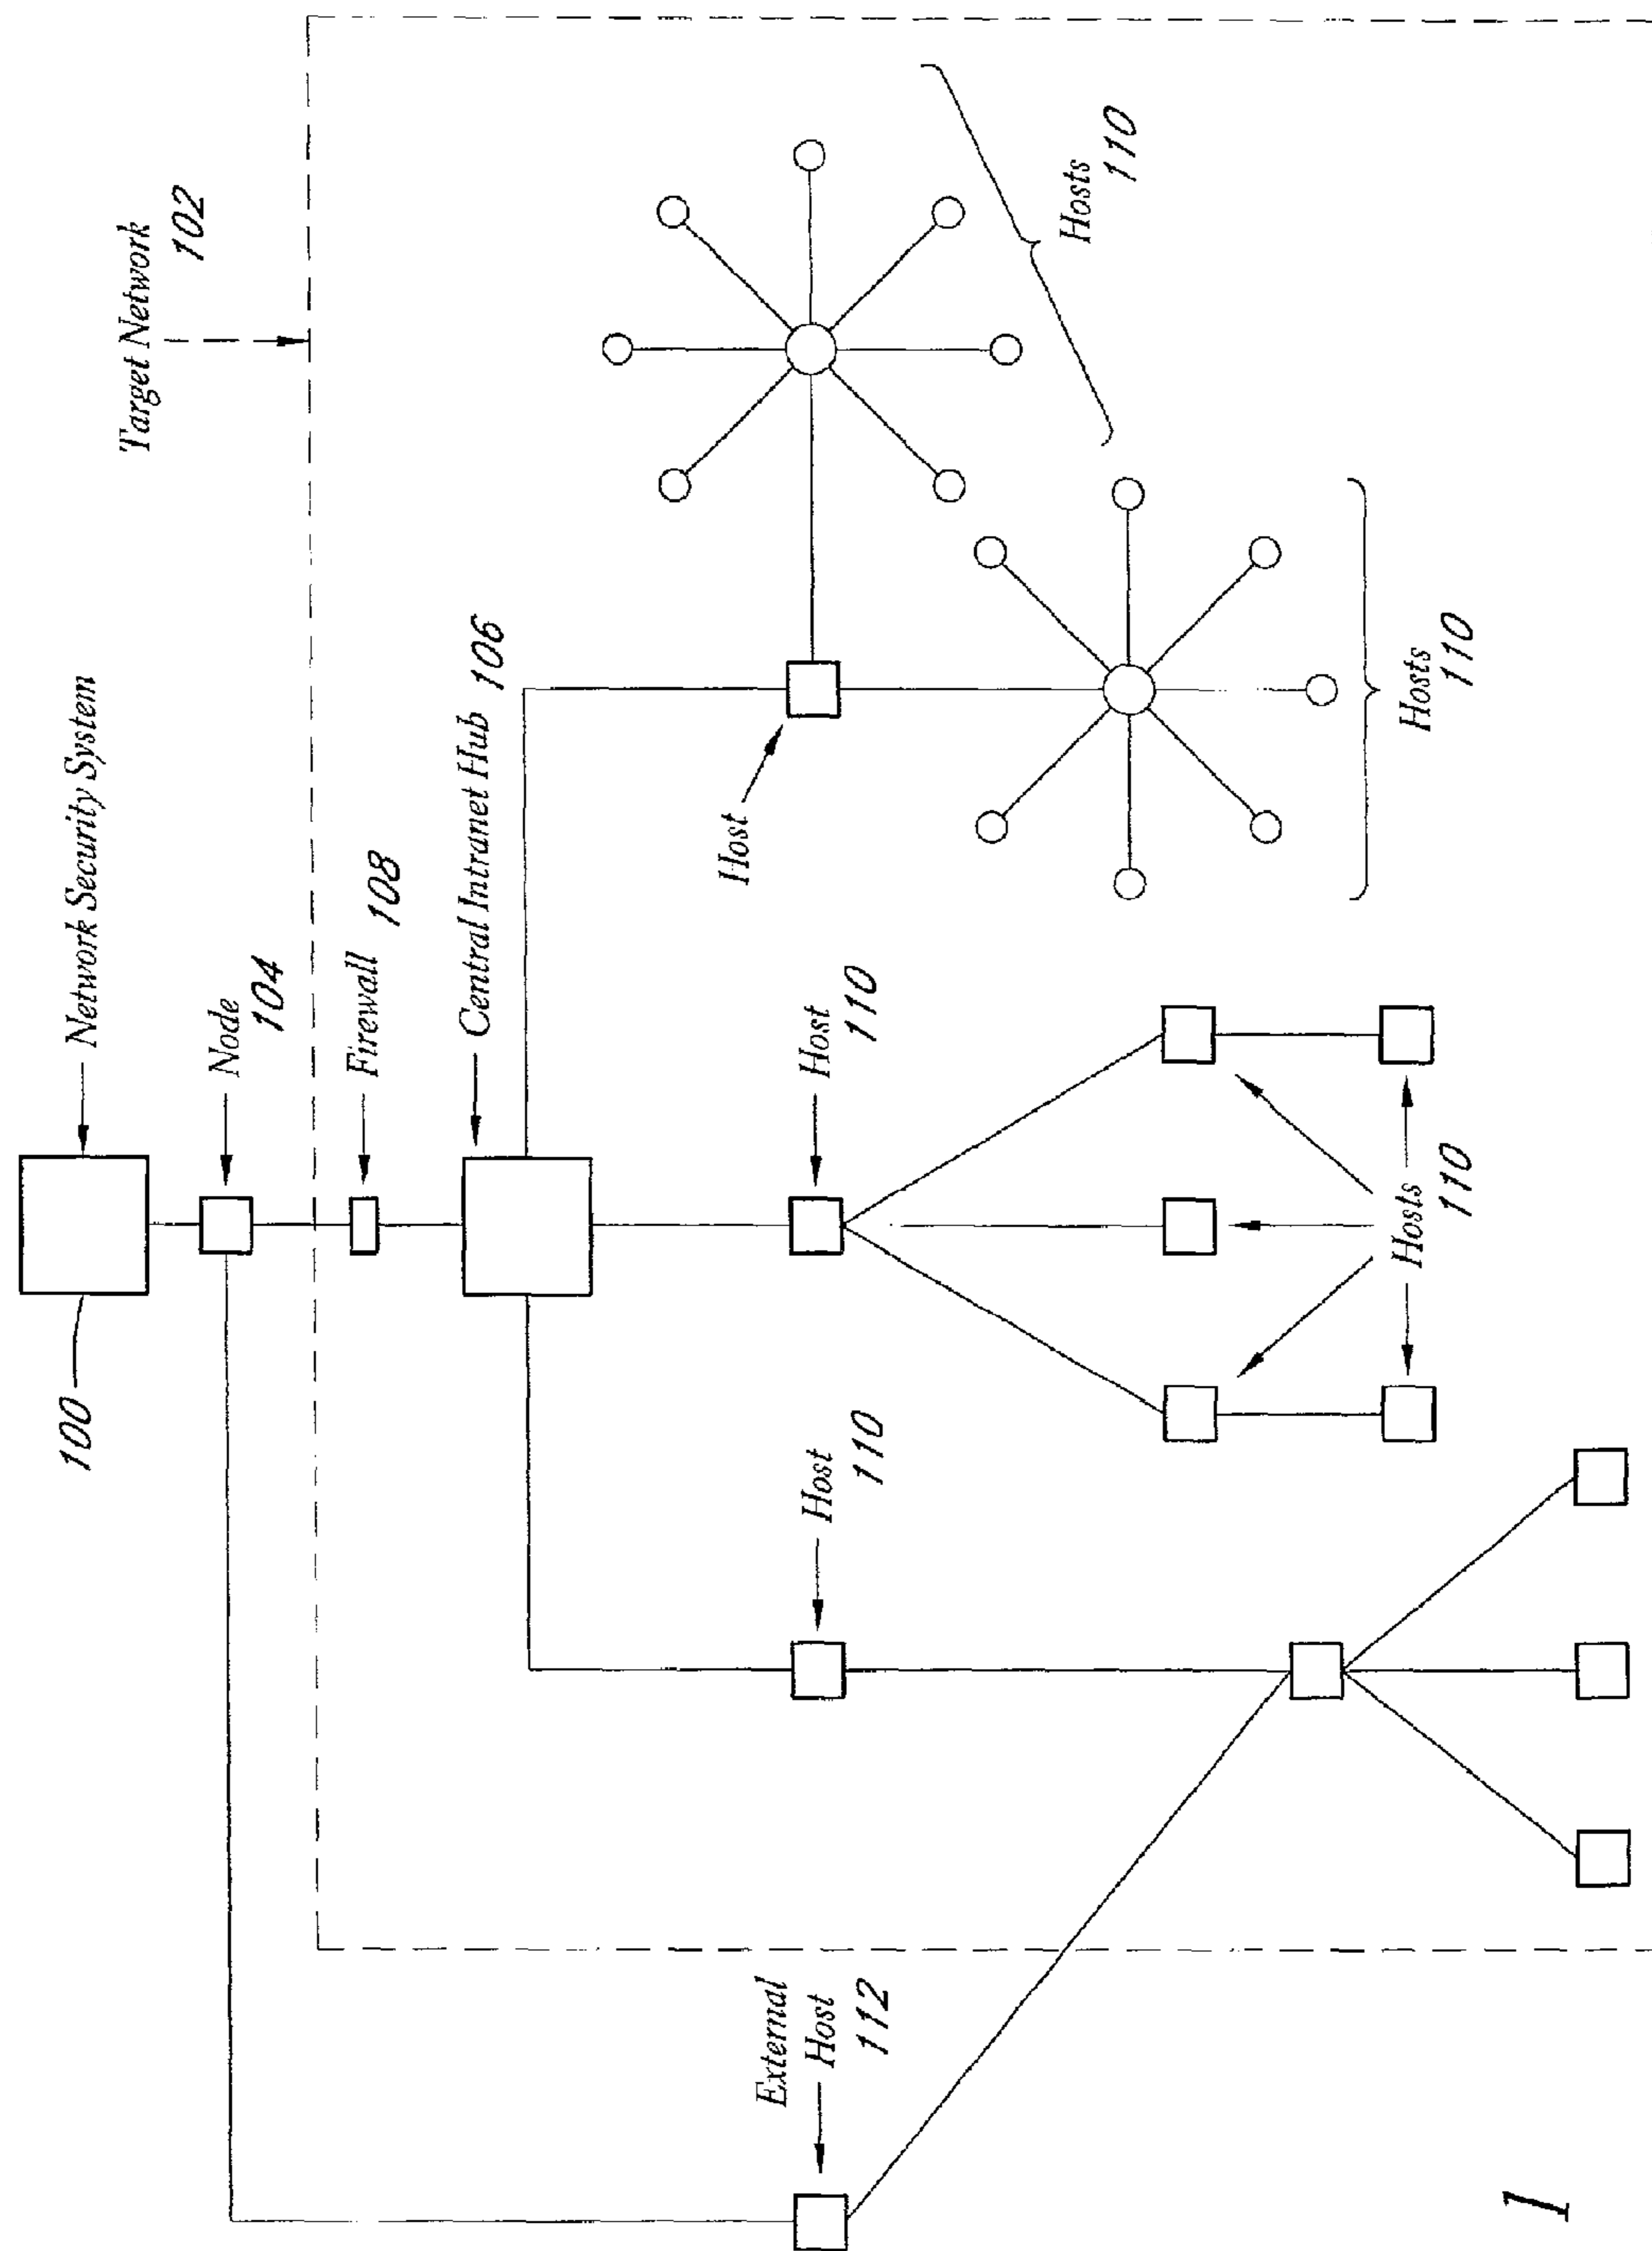 Network Security System
100
Node
104
Target Network
102
Firewall
108
Central Intranet Hub
106
External
Host
112
Host
110
Host
110
Host
Hosts
110
Hosts
110
Hosts
110
1